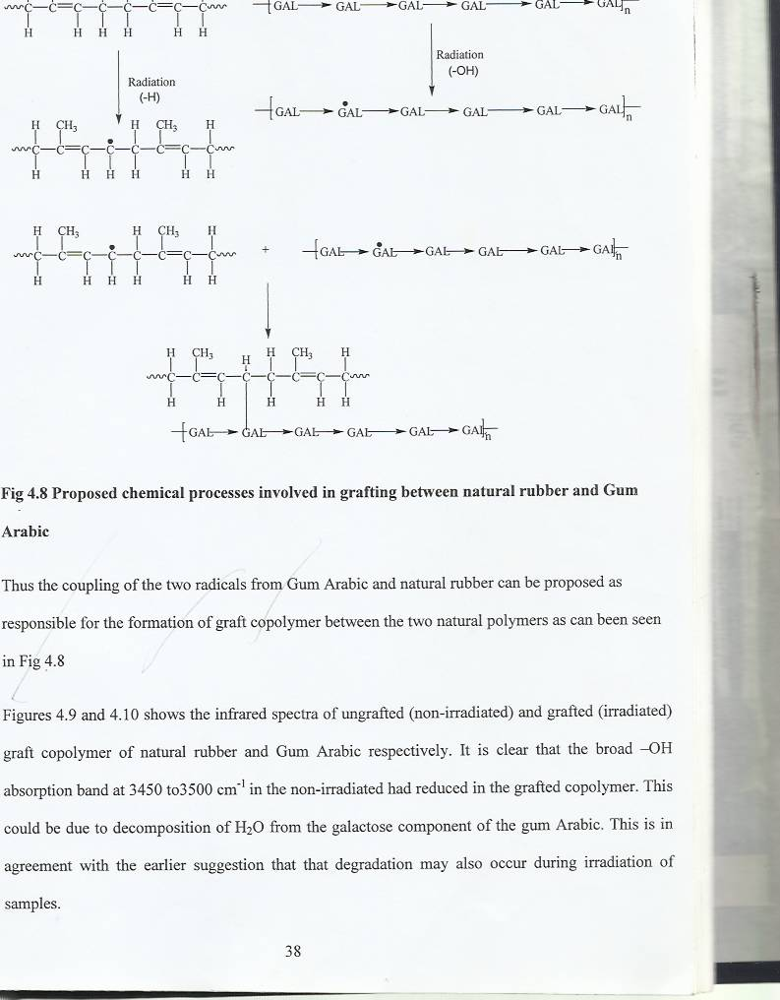 C C C C C C C C
H H H H H H
GAL GAL GAL GAL GAL GAL n
Radiation
(-H)
Radiation
(-OH)
GAL GAL GAL GAL GAL GAL n
H CH3 H CH3 H
C C C C C C C C
H H H H H H
H CH3 H CH3 H
C C C C C C C C
H H H H H H
+
GAL GAL GAL GAL GAL GAL n
H CH3 H H CH3 H
C C C C C C C C
H H H H H
GAL GAL GAL GAL GAL GAL n
Fig 4.8 Proposed chemical processes involved in grafting between natural rubber and Gum
Arabic
Thus the coupling of the two radicals from Gum Arabic and natural rubber can be proposed as
responsible for the formation of graft copolymer between the two natural polymers as can been seen
in Fig 4.8
Figures 4.9 and 4.10 shows the infrared spectra of ungrafted (non-irradiated) and grafted (irradiated)
graft copolymer of natural rubber and Gum Arabic respectively. It is clear that the broad –OH
absorption band at 3450 to3500 cm-1 in the non-irradiated had reduced in the grafted copolymer. This
could be due to decomposition of H2O from the galactose component of the gum Arabic. This is in
agreement with the earlier suggestion that that degradation may also occur during irradiation of
samples.
38